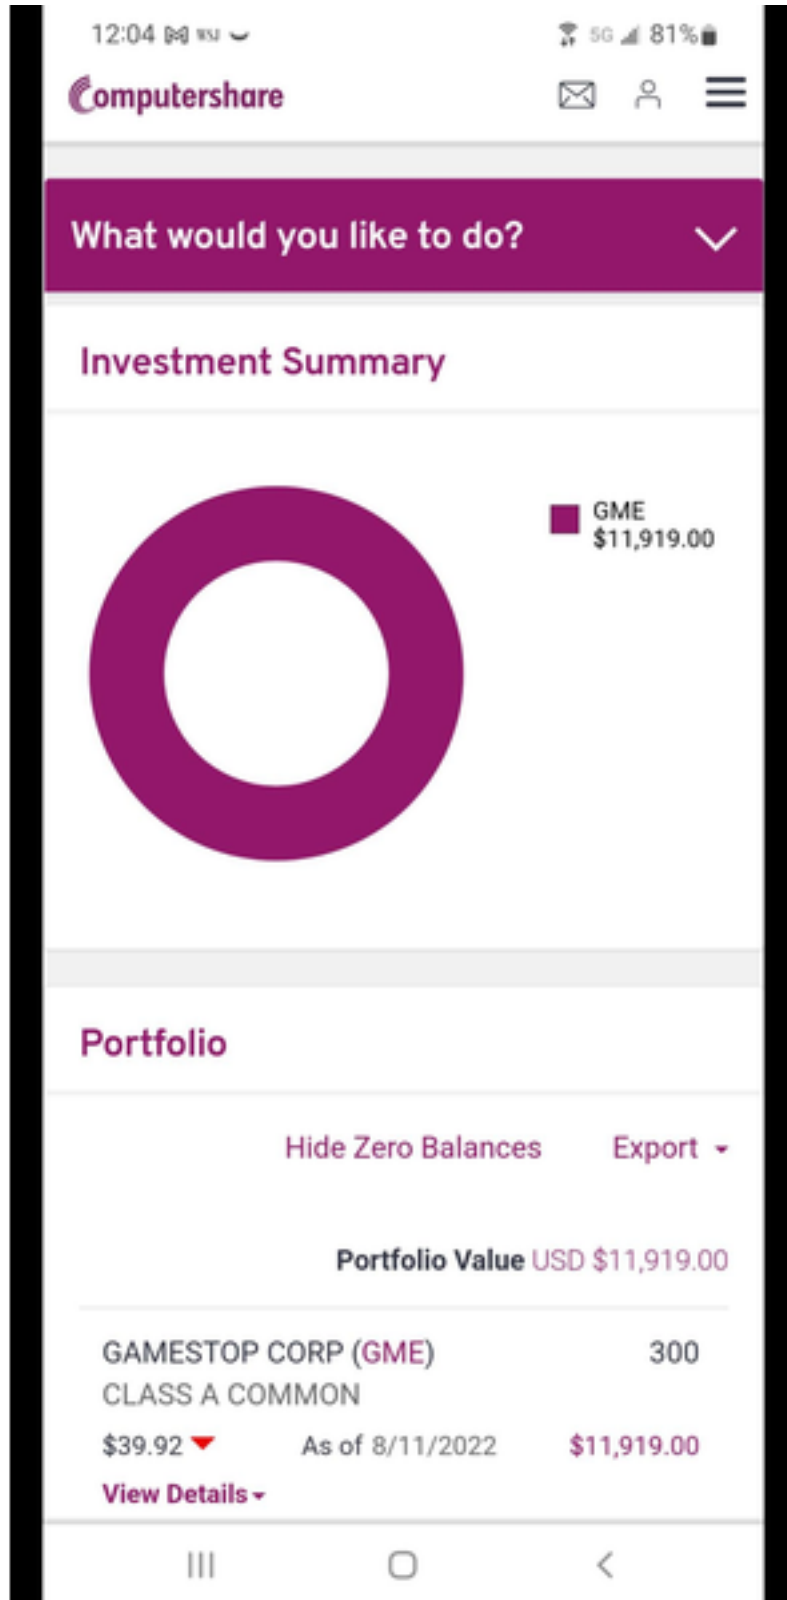 12:04 WSJ 5G 81%
Computershare
What would you like to do?
Investment Summary
GME
$11,919.00
Portfolio
Hide Zero Balances Export
Portfolio Value USD $11,919.00
GAMESTOP CORP (GME) 300
CLASS A COMMON
$39.92 As of 8/11/2022 $11,919.00
View Details